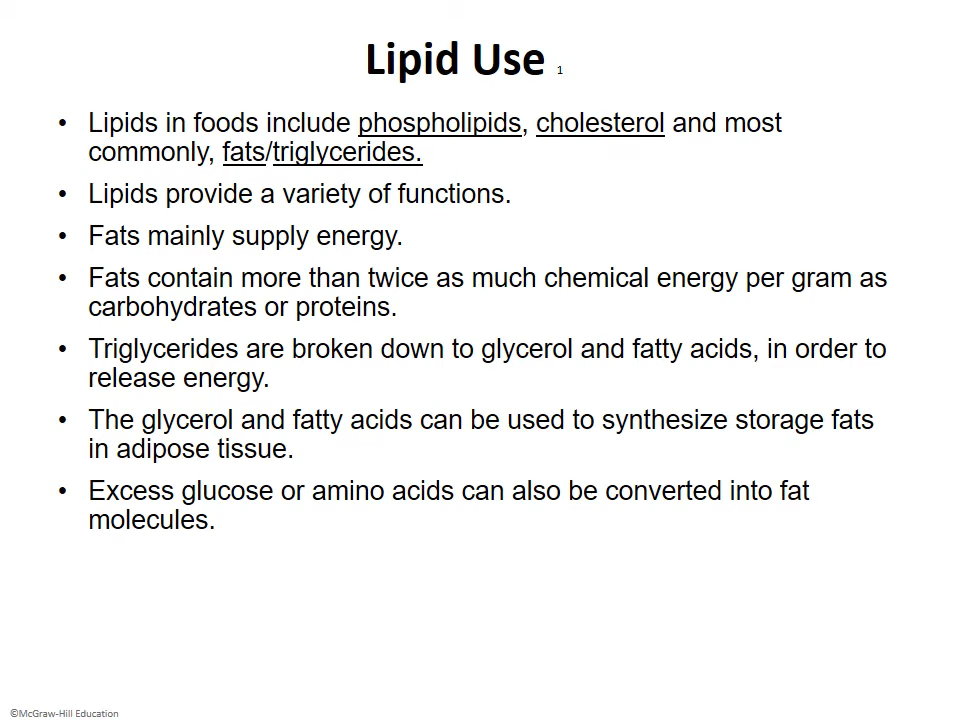 Lipid Use 1
• Lipids in foods include phospholipids, cholesterol and most
commonly, fats/triglycerides.
• Lipids provide a variety of functions.
• Fats mainly supply energy.
• Fats contain more than twice as much chemical energy per gram as
carbohydrates or proteins.
• Triglycerides are broken down to glycerol and fatty acids, in order to
release energy.
• The glycerol and fatty acids can be used to synthesize storage fats
in adipose tissue.
• Excess glucose or amino acids can also be converted into fat
molecules.
©McGraw-Hill Education